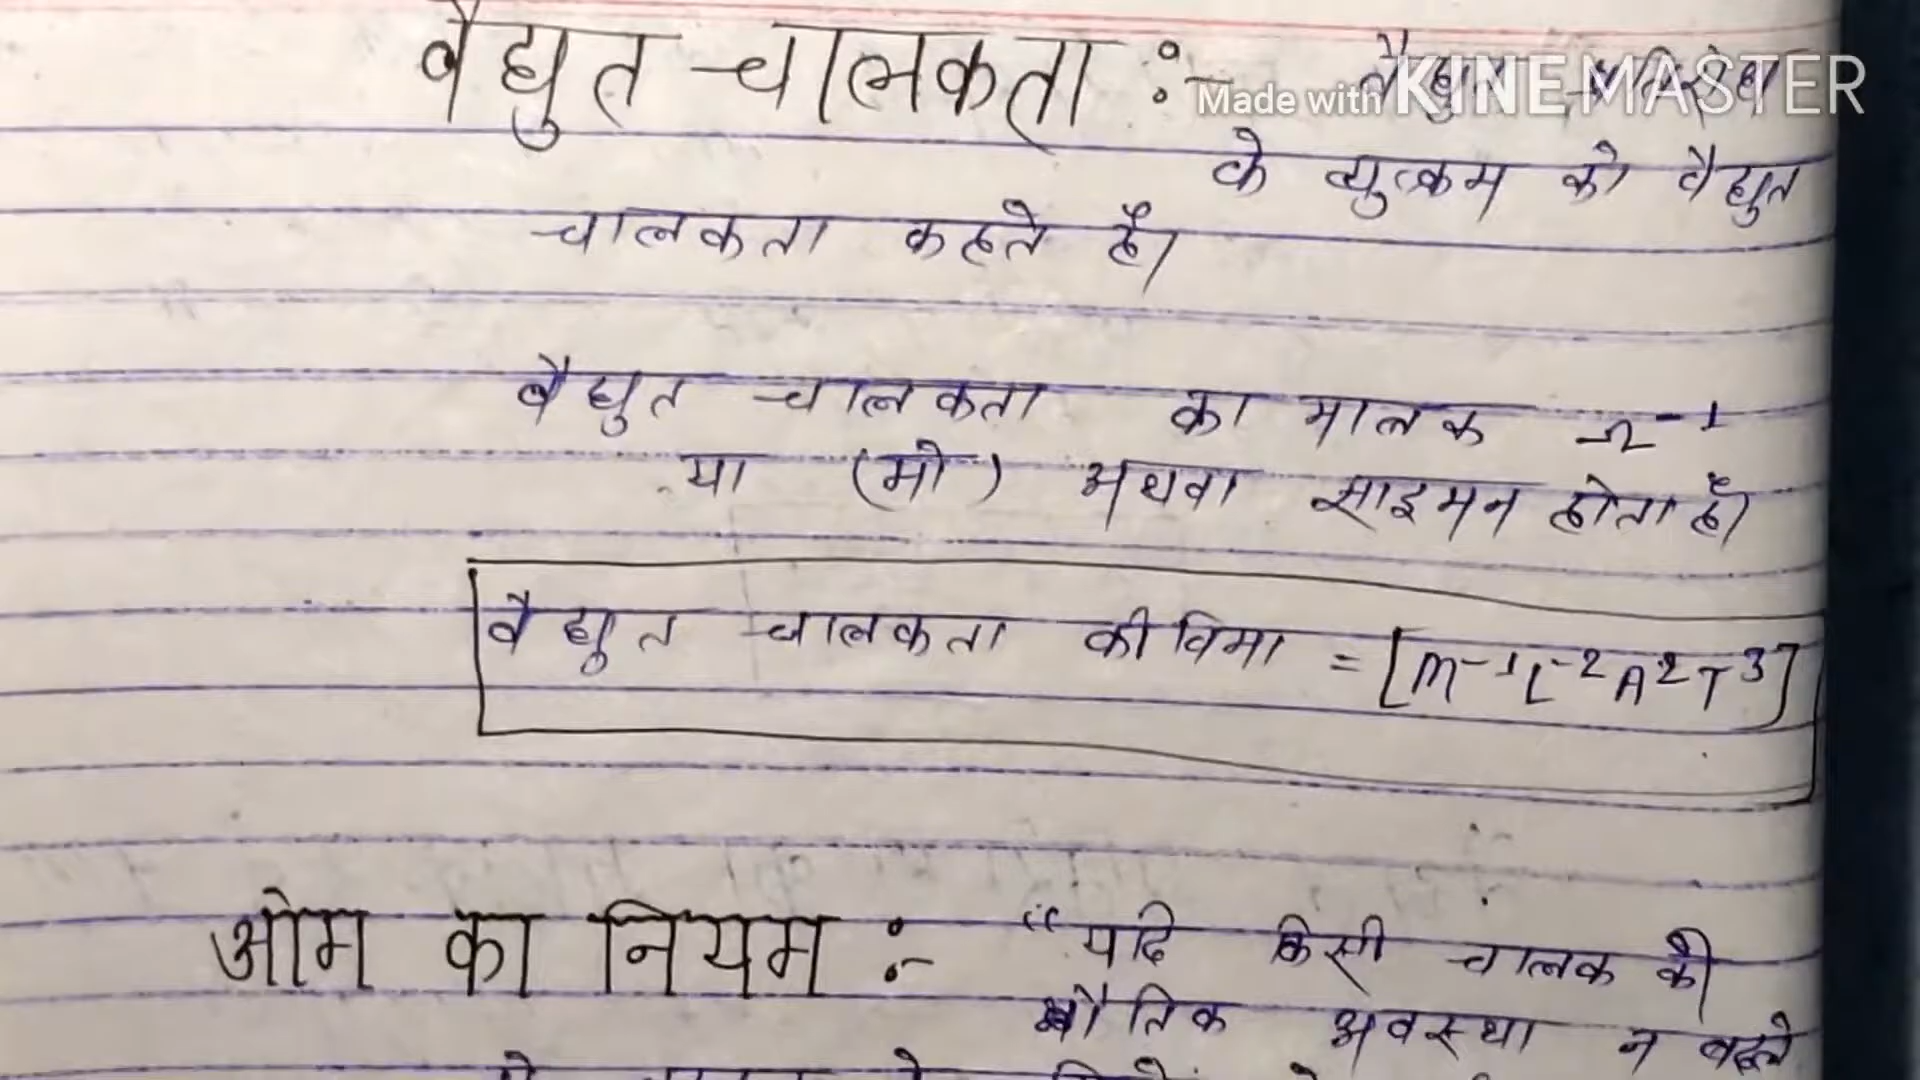 वैद्युत चालकता :- वैद्युत प्रतिरोध
Made with KINEMASTER
के व्युत्क्रम को वैद्युत
चालकता कहते है।
वैद्युत चालकता का मात्रक Ω⁻¹
या (मो) अथवा साइमन होता है।
वैद्युत चालकता की विमा = [M⁻¹L⁻²A²T³]
ओम का नियम :- “यदि किसी चालक की
भौतिक अवस्था न बदले